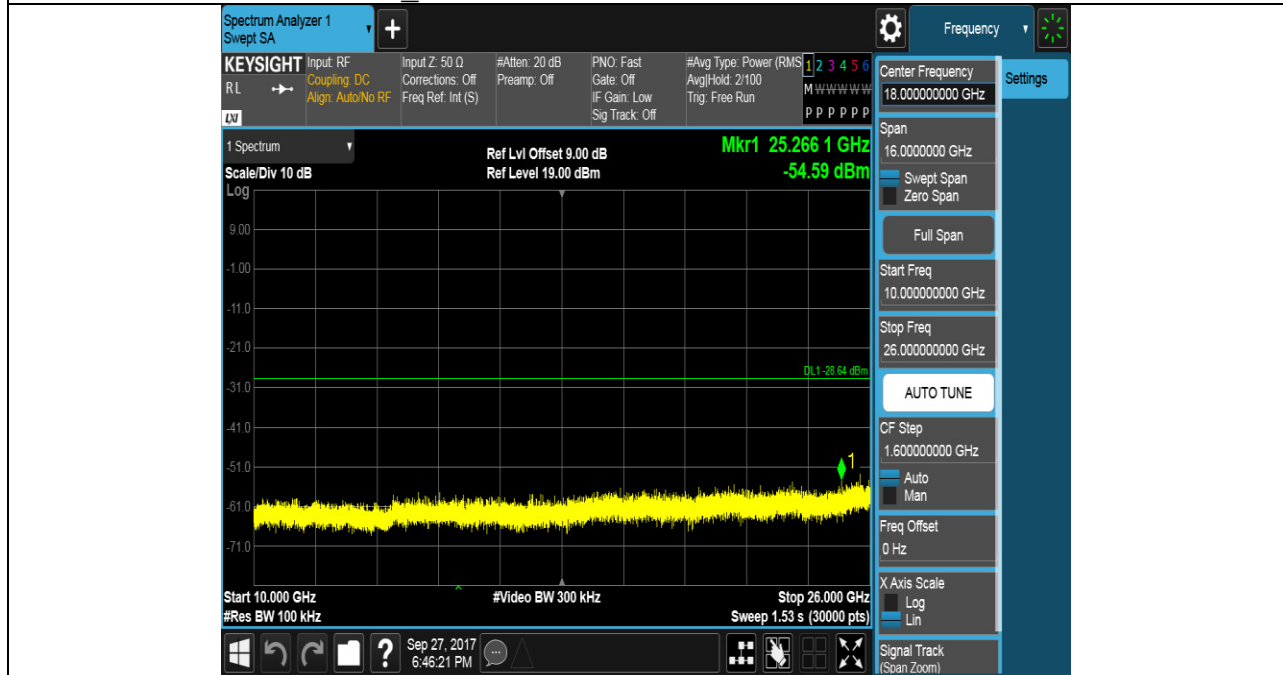 Spectrum Analyzer 1
Swept SA
+
Frequency
KEYSIGHT
RL
LXI
Input: RF
Coupling: DC
Align: Auto/No RF
Input Z: 50 Ω
Corrections: Off
Freq Ref: Int (S)
#Atten: 20 dB
Preamp: Off
PNO: Fast
Gate: Off
IF Gain: Low
Sig Track: Off
#Avg Type: Power (RMS
Avg|Hold: 2/100
Trig: Free Run
1 2 3 4 5 6
M W W W W W
P P P P P P
Center Frequency
18.000000000 GHz
Settings
1 Spectrum
Scale/Div 10 dB
Ref Lvl Offset 9.00 dB
Ref Level 19.00 dBm
Mkr1 25.266 1 GHz
-54.59 dBm
Log
9.00
-1.00
-11.0
-21.0
-31.0
-41.0
-51.0
-61.0
-71.0
DL1 -28.64 dBm
1
Start 10.000 GHz
#Res BW 100 kHz
#Video BW 300 kHz
Stop 26.000 GHz
Sweep 1.53 s (30000 pts)
Span
16.0000000 GHz
Swept Span
Zero Span
Full Span
Start Freq
10.000000000 GHz
Stop Freq
26.000000000 GHz
AUTO TUNE
CF Step
1.600000000 GHz
Auto
Man
Freq Offset
0 Hz
X Axis Scale
Log
Lin
Signal Track
(Span Zoom)
?
Sep 27, 2017
6:46:21 PM